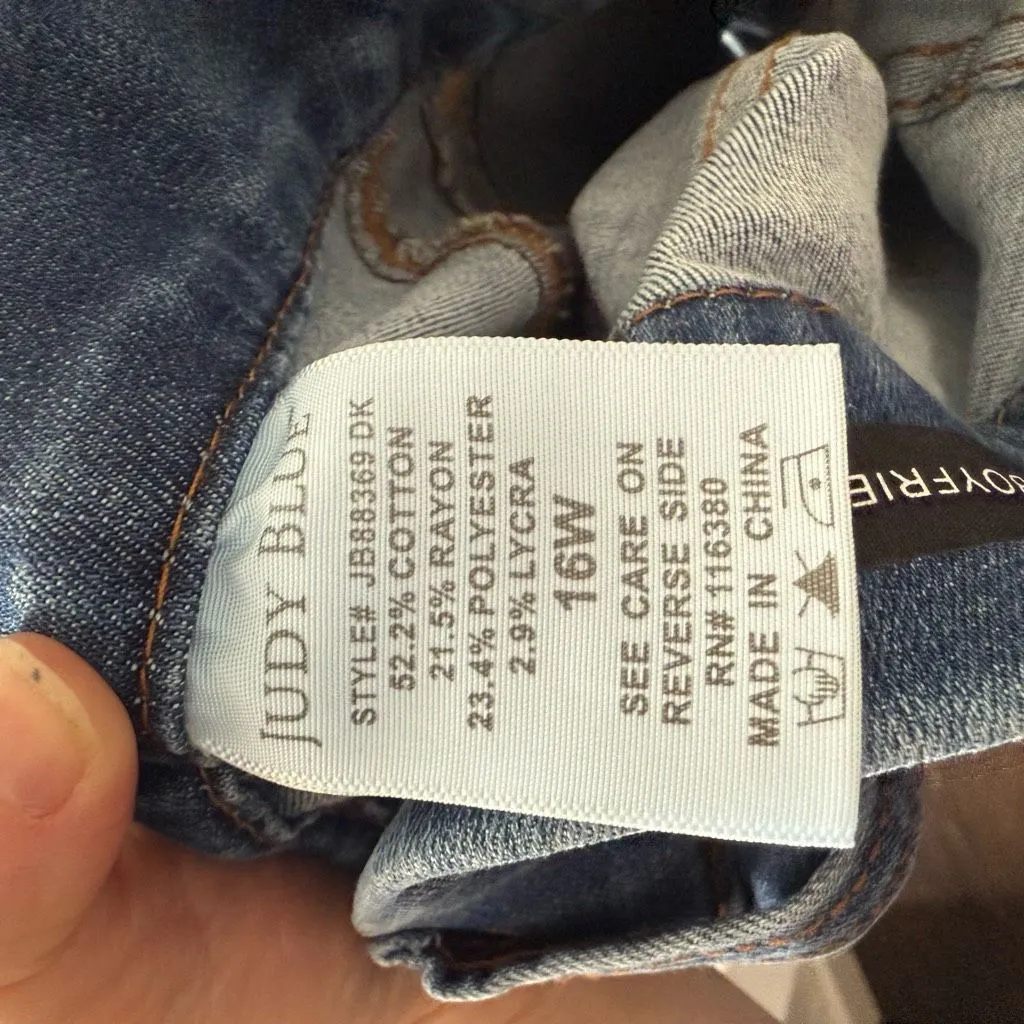 JUDY BLUE
STYLE# JB88369 DK
52.2% COTTON
21.5% RAYON
23.4% POLYESTER
2.9% LYCRA
16W
SEE CARE ON
REVERSE SIDE
RN# 116380
MADE IN CHINA